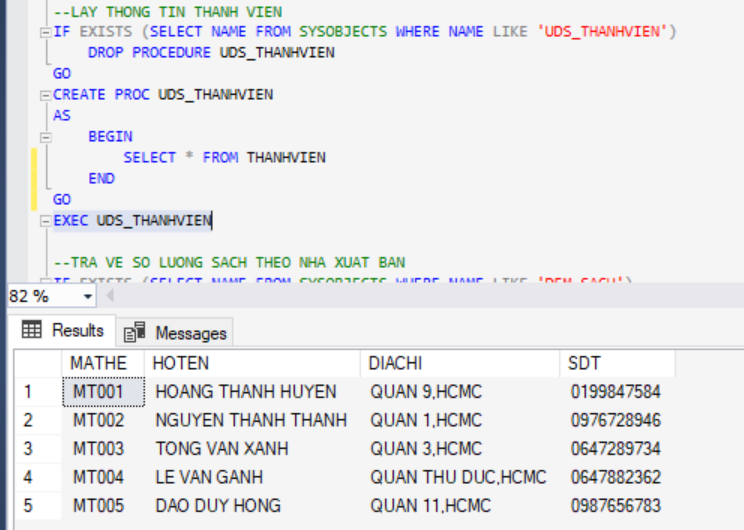 --LAY THONG TIN THANH VIEN
IF EXISTS (SELECT NAME FROM SYSOBJECTS WHERE NAME LIKE 'UDS_THANHVIEN')
DROP PROCEDURE UDS_THANHVIEN
GO
CREATE PROC UDS_THANHVIEN
AS
BEGIN
SELECT * FROM THANHVIEN
END
GO
EXEC UDS_THANHVIEN
--TRA VE SO LUONG SACH THEO NHA XUAT BAN
IF EXISTS (SELECT NAME FROM SYSOBJECTS WHERE NAME LIKE 'DEM_SACH')
82 %
Results Messages
MATHE HOTEN DIACHI SDT
1 MT001 HOANG THANH HUYEN QUAN 9,HCMC 0199847584
2 MT002 NGUYEN THANH THANH QUAN 1,HCMC 0976728946
3 MT003 TONG VAN XANH QUAN 3,HCMC 0647289734
4 MT004 LE VAN GANH QUAN THU DUC,HCMC 0647882362
5 MT005 DAO DUY HONG QUAN 11,HCMC 0987656783